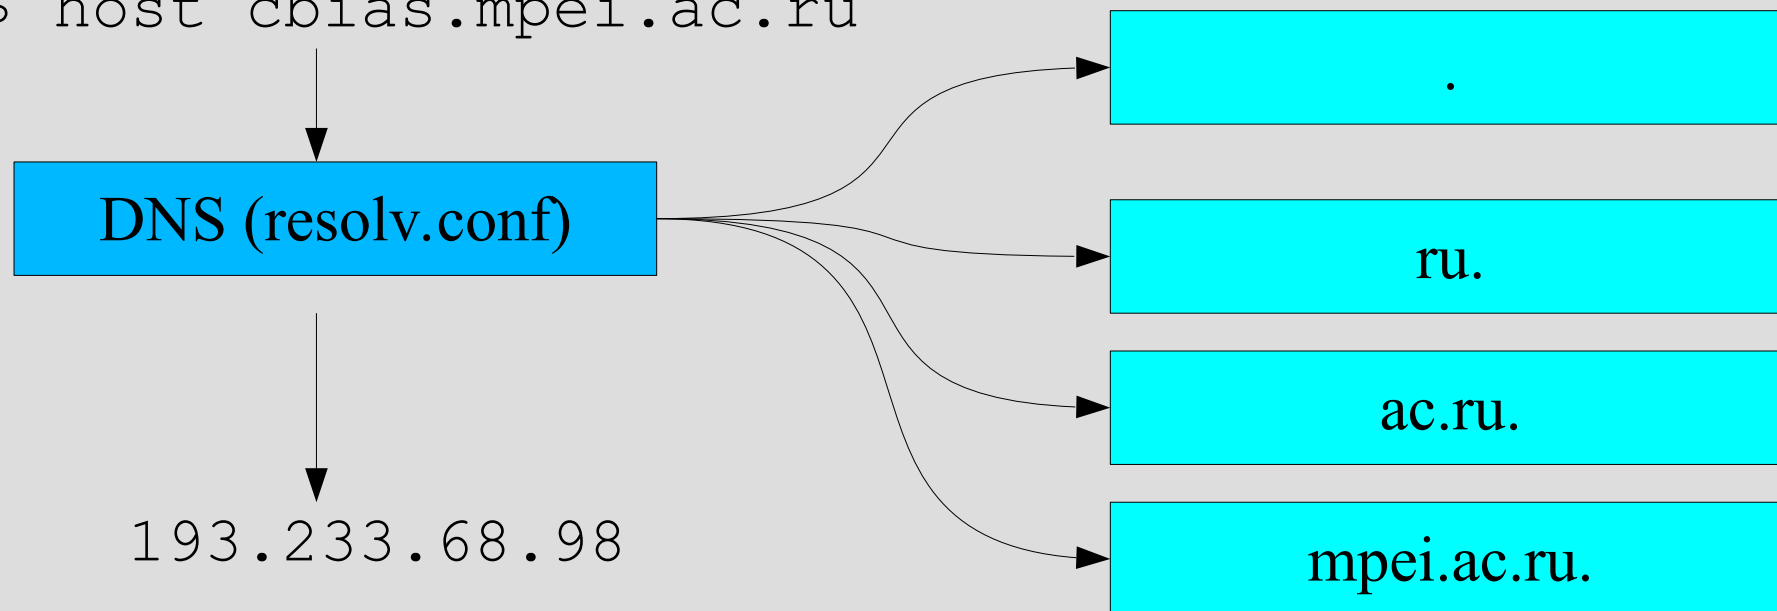 host cbias.mpei.ac.ru
.
DNS (resolv.conf)
ru.
ac.ru.
193.233.68.98
mpei.ac.ru.